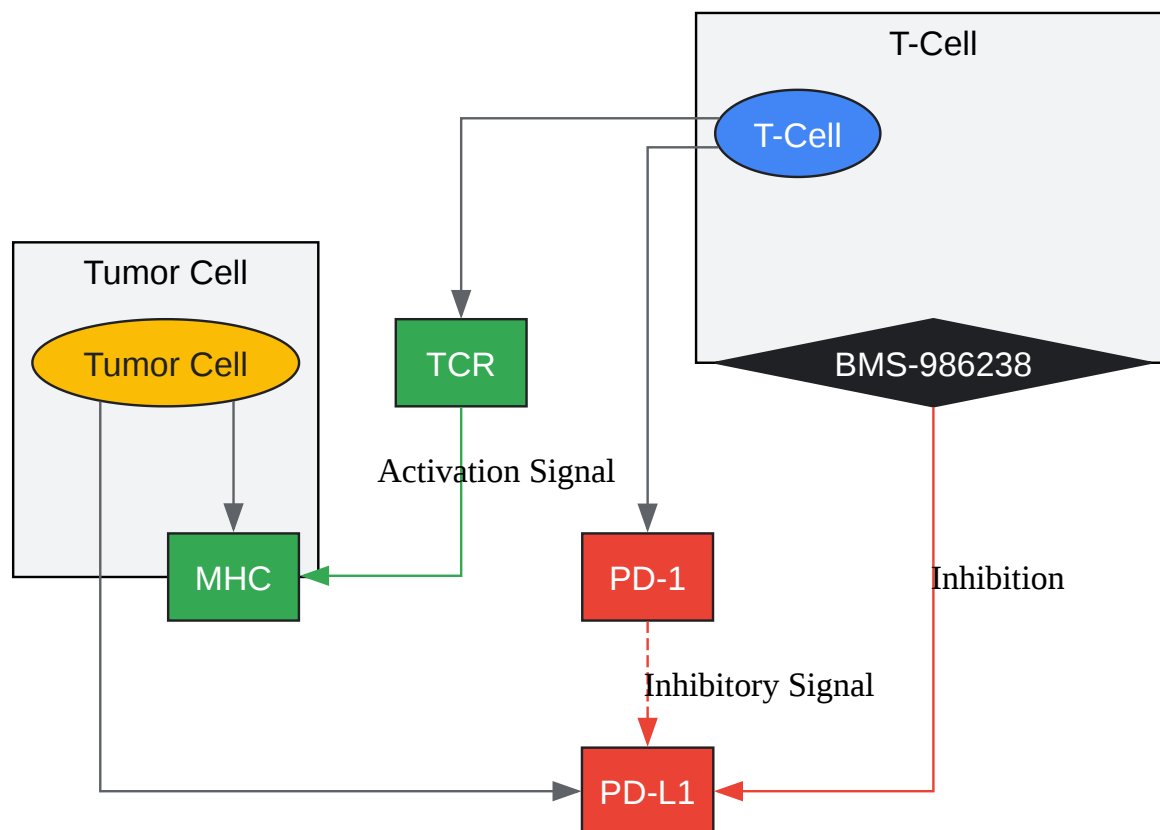 T-Cell
T-Cell
Tumor Cell
Tumor Cell
TCR
BMS-986238
Activation Signal
MHC
PD-1
Inhibition
Inhibitory Signal
PD-L1